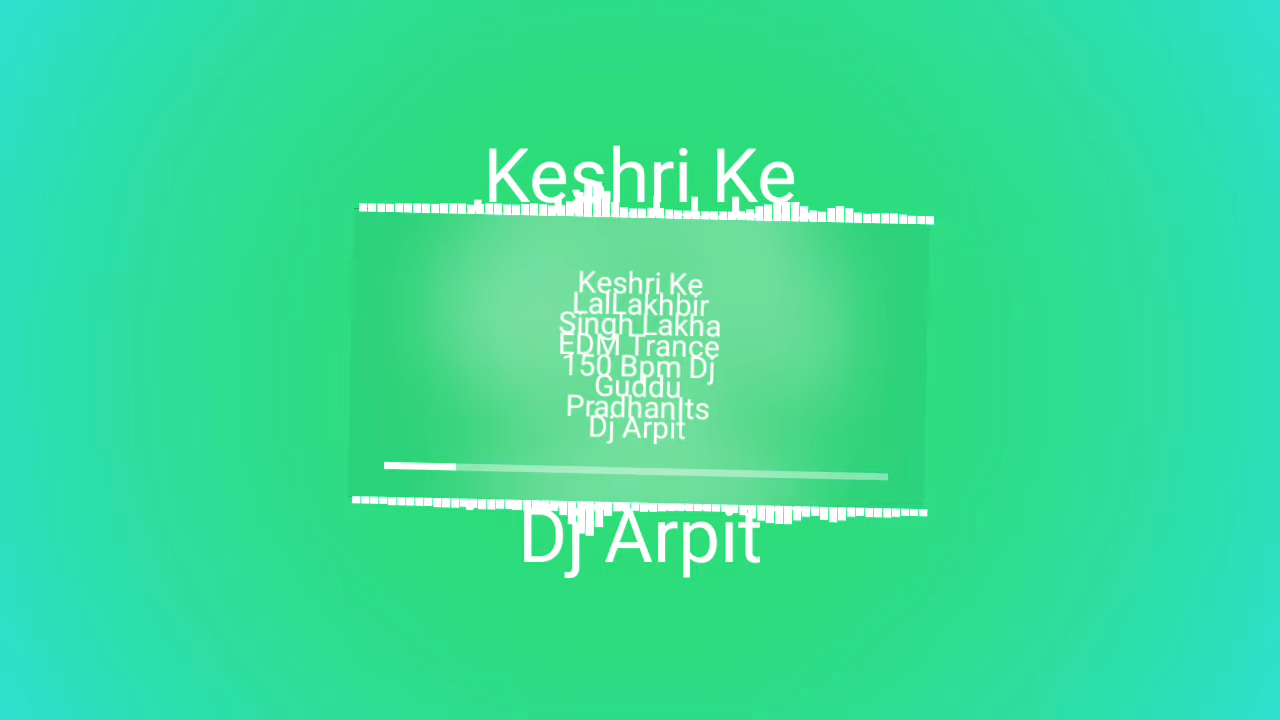 Keshri Ke
Keshri Ke
LalLakhbir
Singh Lakha
EDM Trance
150 Bpm Dj
Guddu
PradhanIts
Dj Arpit
Dj Arpit